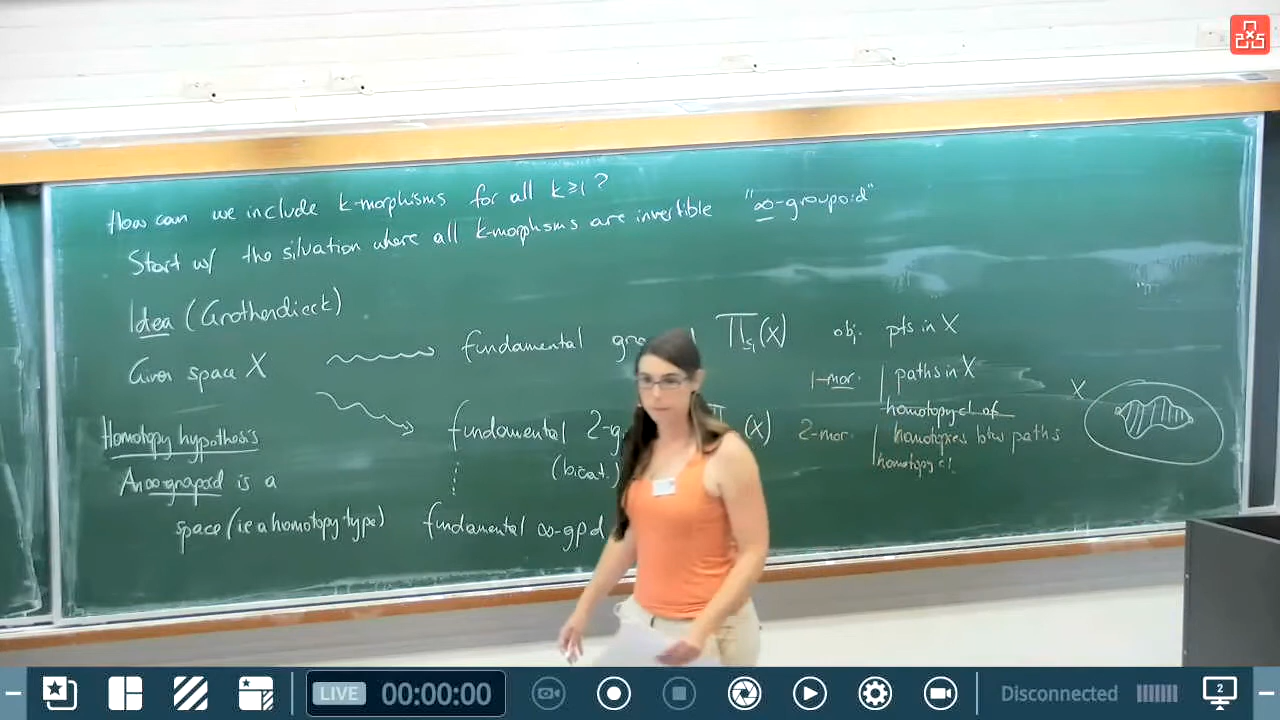 How can we include k-morphisms for all k≥1?
Start w/ the situation where all k-morphsms are invertible "∞-groupoid"
Idea (Grothendieck)
Given space X
fundamental
Π≤1(X)
obj. pts in X
1-mor. paths in X
homotopy cl of
X
fundamental 2-g
(X)
2-mor. homotopies btw paths
(bicat.)
homotopy cl.
Homotopy hypothesis
An ∞-groupoid is a
space (ie a homotopy type)
fundamental ∞-gpd
LIVE 00:00:00
Disconnected
2